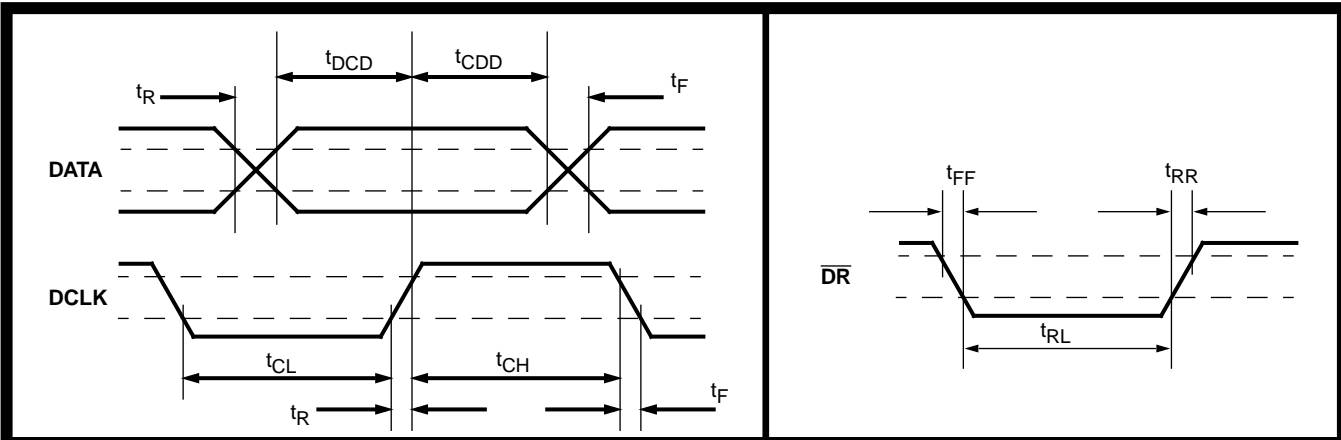 tDCD
tCDD
tR
tF
DATA
DCLK
tCL
tCH
tR
tF
tFF
tRR
DR
tRL